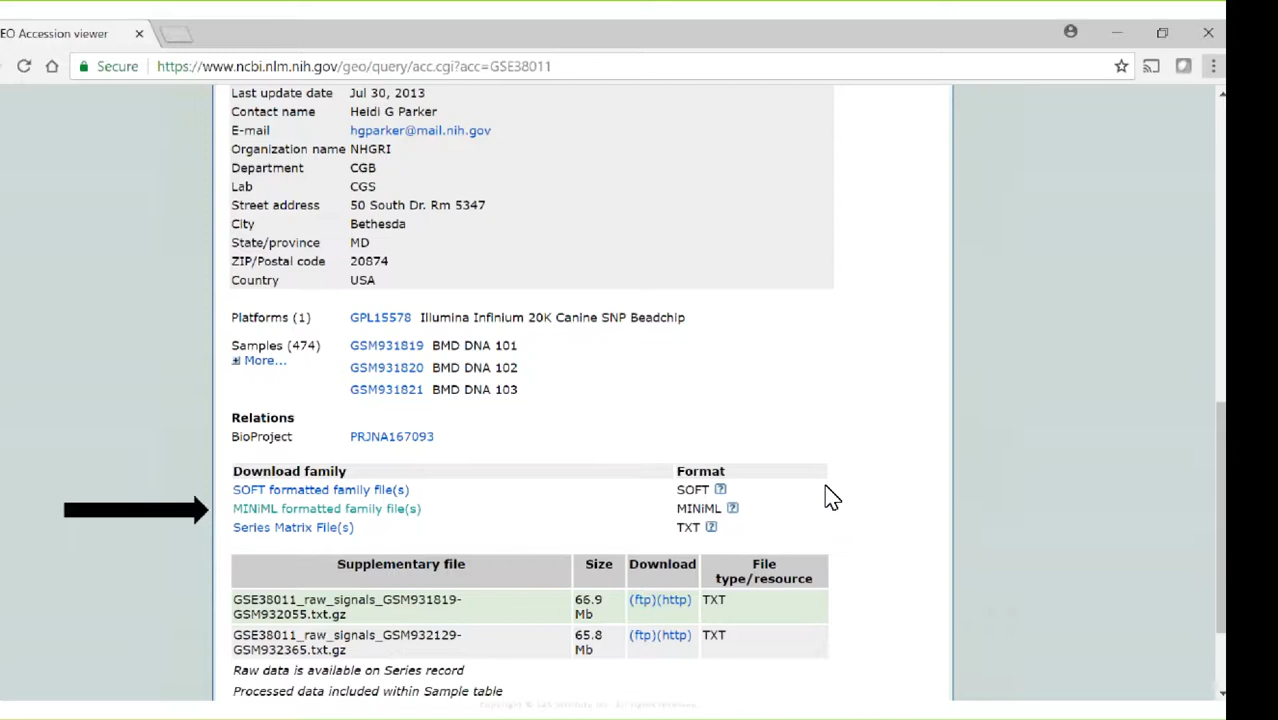 EO Accession viewer
Secure https://www.ncbi.nlm.nih.gov/geo/query/acc.cgi?acc=GSE38011
Last update date Jul 30, 2013
Contact name Heidi G Parker
E-mail hgparker@mail.nih.gov
Organization name NHGRI
Department CGB
Lab CGS
Street address 50 South Dr. Rm 5347
City Bethesda
State/province MD
ZIP/Postal code 20874
Country USA
Platforms (1) GPL15578 Illumina Infinium 20K Canine SNP Beadchip
Samples (474) GSM931819 BMD DNA 101
More...
GSM931820 BMD DNA 102
GSM931821 BMD DNA 103
Relations
BioProject PRJNA167093
Download family Format
SOFT formatted family file(s) SOFT ?
MINiML formatted family file(s) MINiML ?
Series Matrix File(s) TXT ?
Supplementary file Size Download File
type/resource
GSE38011_raw_signals_GSM931819- 66.9 (ftp)(http) TXT
GSM932055.txt.gz Mb
GSE38011_raw_signals_GSM932129- 65.8 (ftp)(http) TXT
GSM932365.txt.gz Mb
Raw data is available on Series record
Processed data included within Sample table